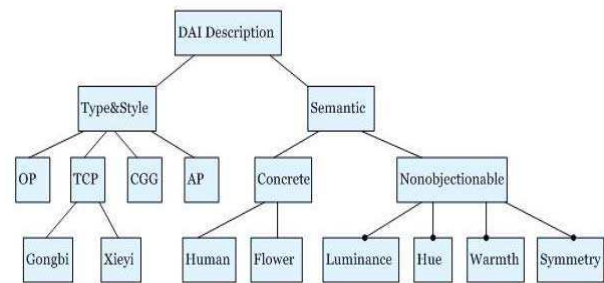 DAI Description
Type&Style
Semantic
OP
TCP
CGG
AP
Concrete
Nonobjectionable
Gongbi
Xieyi
Human
Flower
Luminance
Hue
Warmth
Symmetry